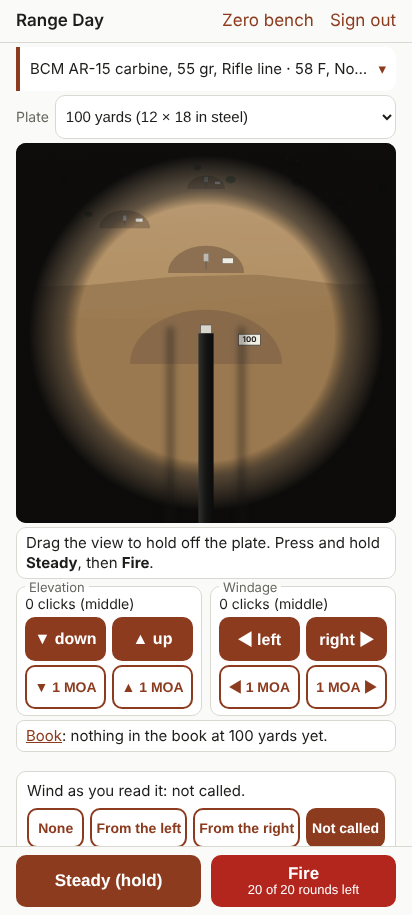 Range Day
Zero bench
Sign out
BCM AR-15 carbine, 55 gr, Rifle line · 58 F, No... ▼
Plate
100 yards (12 × 18 in steel)
100
Drag the view to hold off the plate. Press and hold
Steady, then Fire.
Elevation
0 clicks (middle)
▼ down
▲ up
▼ 1 MOA
▲ 1 MOA
Windage
0 clicks (middle)
◀ left
right ▶
◀ 1 MOA
1 MOA ▶
Book: nothing in the book at 100 yards yet.
Wind as you read it: not called.
None
From the left
From the right
Not called
Steady (hold)
Fire
20 of 20 rounds left